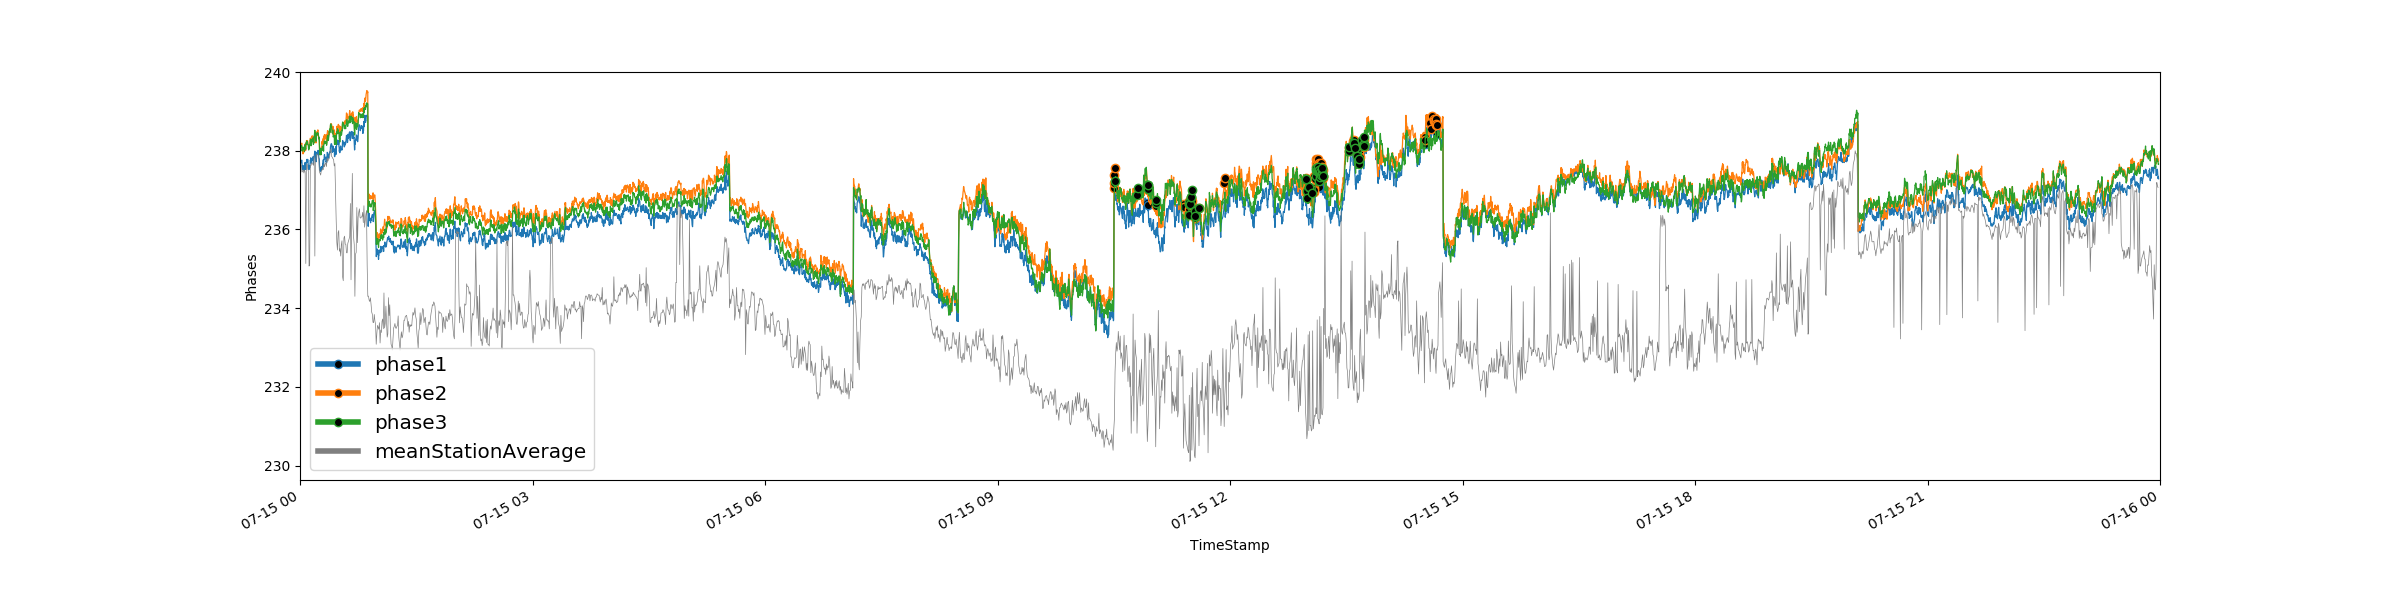 240
238
236
234
232
230
Phases
phase1
phase2
phase3
meanStationAverage
07-15 00
07-15 03
07-15 06
07-15 09
07-15 12
07-15 15
07-15 18
07-15 21
07-16 00
TimeStamp